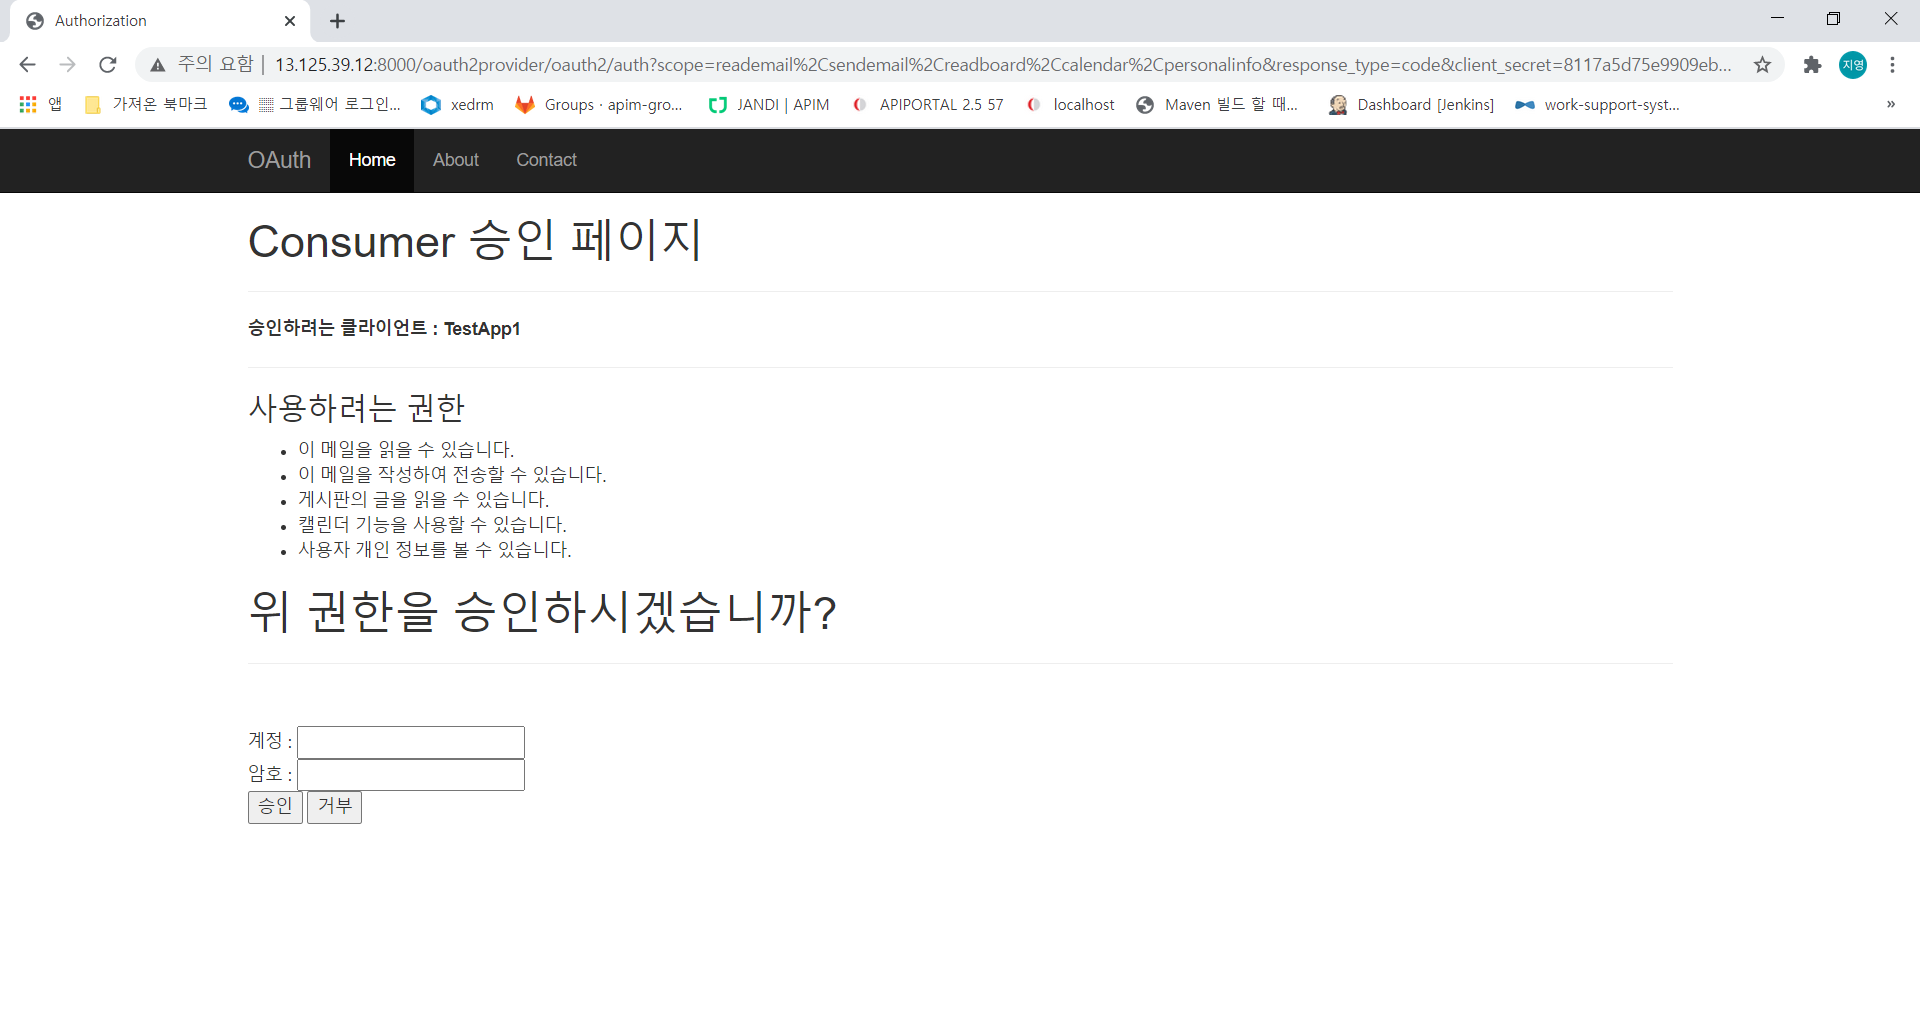 Authorization
주의 요함 | 13.125.39.12:8000/oauth2provider/oauth2/auth?scope=reademail%2Csendemail%2Creadboard%2Ccalendar%2Cpersonalinfo&response_type=code&client_secret=8117a5d75e9909eb... 지영
앱 가져온 북마크 그룹웨어 로그인... xedrm Groups · apim-gro... JANDI | APIM APIPORTAL 2.5 57 localhost Maven 빌드 할 때... Dashboard [Jenkins] work-support-syst... »
OAuth Home About Contact
Consumer 승인 페이지
승인하려는 클라이언트 : TestApp1
사용하려는 권한
• 이 메일을 읽을 수 있습니다.
• 이 메일을 작성하여 전송할 수 있습니다.
• 게시판의 글을 읽을 수 있습니다.
• 캘린더 기능을 사용할 수 있습니다.
• 사용자 개인 정보를 볼 수 있습니다.
위 권한을 승인하시겠습니까?
계정 :
암호 :
승인 거부